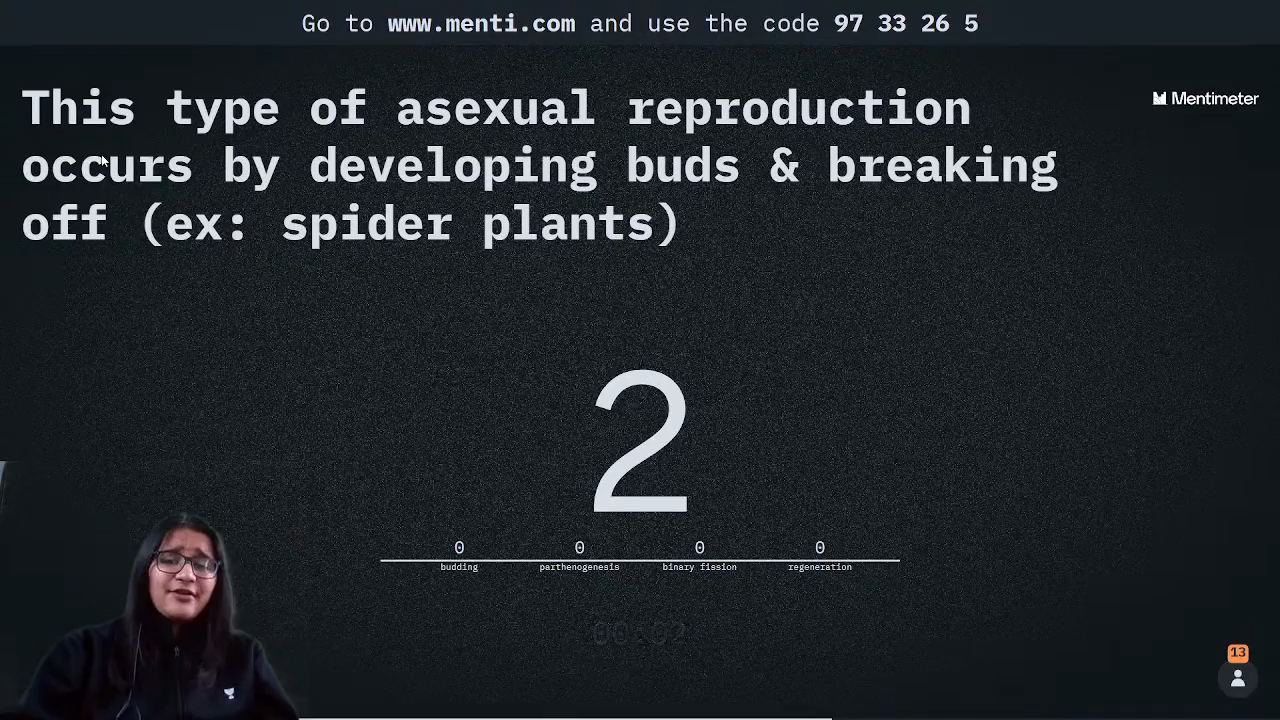 Go to www.menti.com and use the code 97 33 26 5
Mentimeter
This type of asexual reproduction
occurs by developing buds & breaking
off (ex: spider plants)
2
0 0 0 0
budding parthenogenesis binary fission regeneration
00:02
13